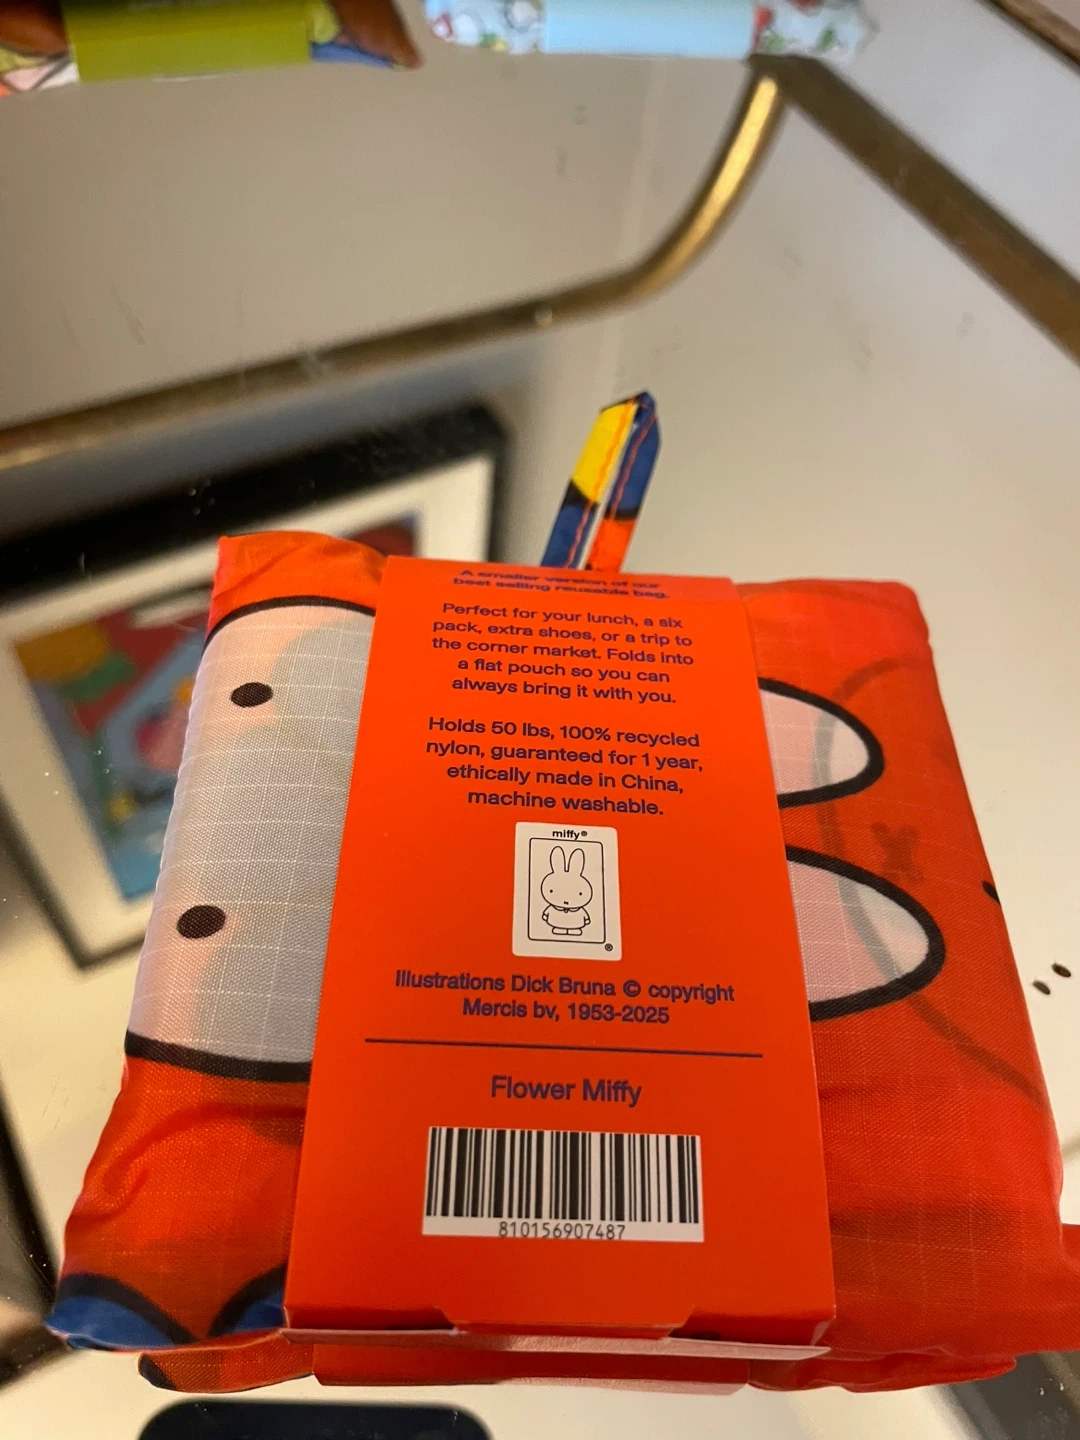 A smaller version of our
best selling reusable bag.
Perfect for your lunch, a six
pack, extra shoes, or a trip to
the corner market. Folds into
a flat pouch so you can
always bring it with you.
Holds 50 lbs, 100% recycled
nylon, guaranteed for 1 year,
ethically made in China,
machine washable.
miffy®
®
Illustrations Dick Bruna © copyright
Mercis bv, 1953-2025
Flower Miffy
810156907487